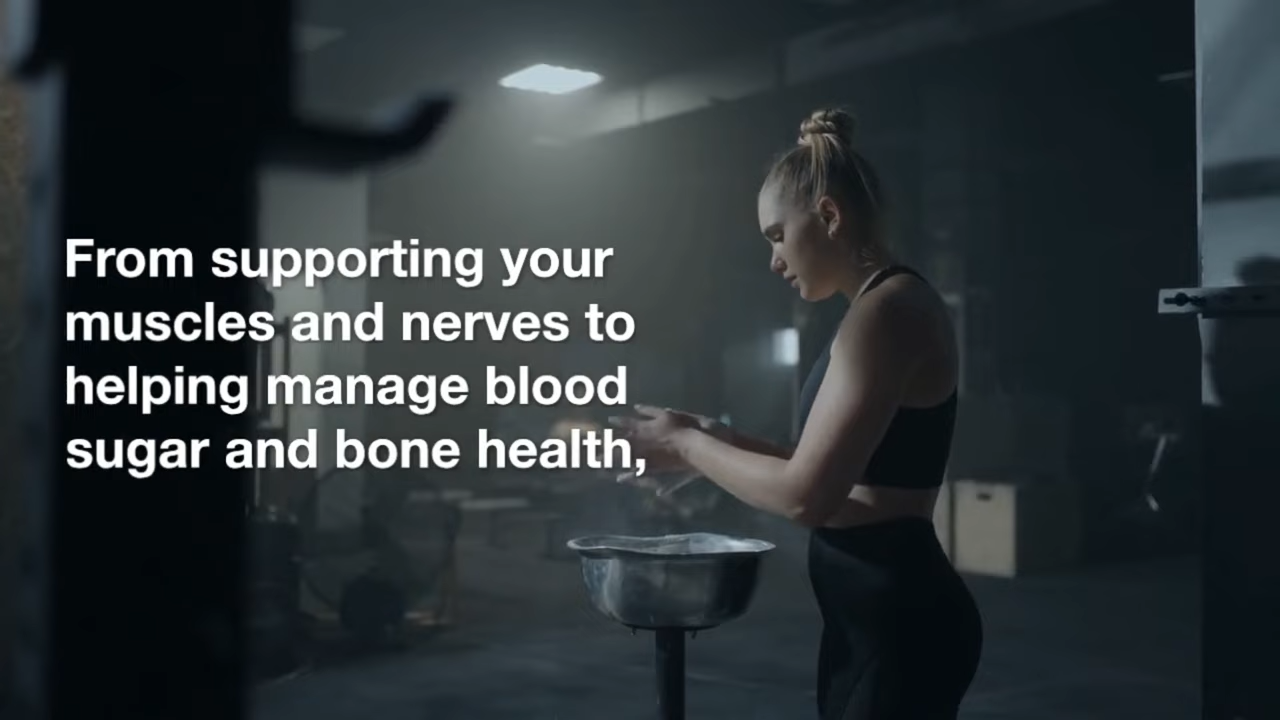 From supporting your
muscles and nerves to
helping manage blood
sugar and bone health,